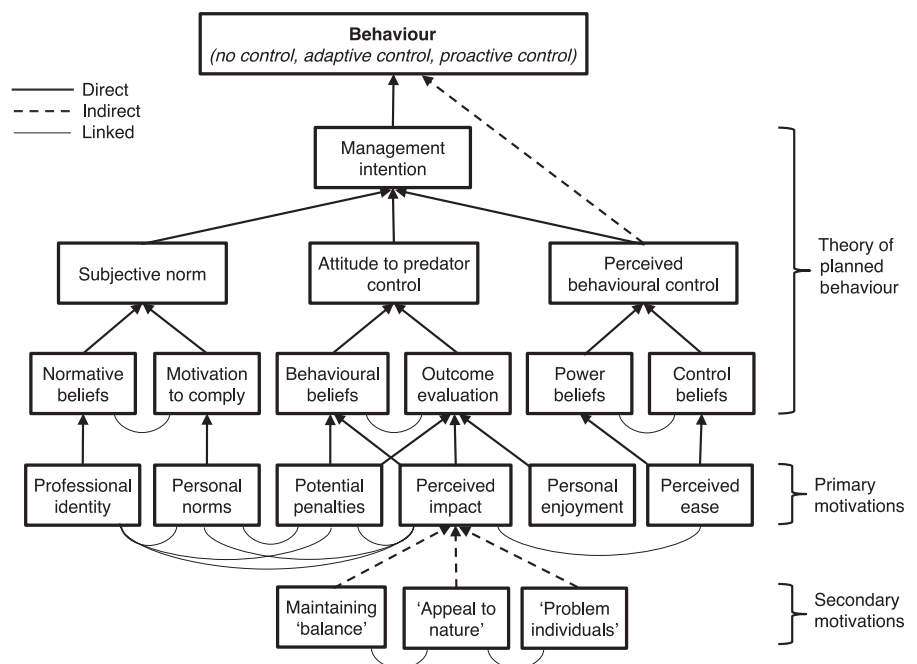 Behaviour
(no control, adaptive control, proactive control)
Direct
Indirect
Linked
Management
intention
Subjective norm
Attitude to predator
control
Perceived
behavioural control
Theory of
planned
behaviour
Normative
beliefs
Motivation
to comply
Behavioural
beliefs
Outcome
evaluation
Power
beliefs
Control
beliefs
Professional
identity
Personal
norms
Potential
penalties
Perceived
impact
Personal
enjoyment
Perceived
ease
Primary
motivations
Maintaining
‘balance’
‘Appeal to
nature’
‘Problem
individuals’
Secondary
motivations